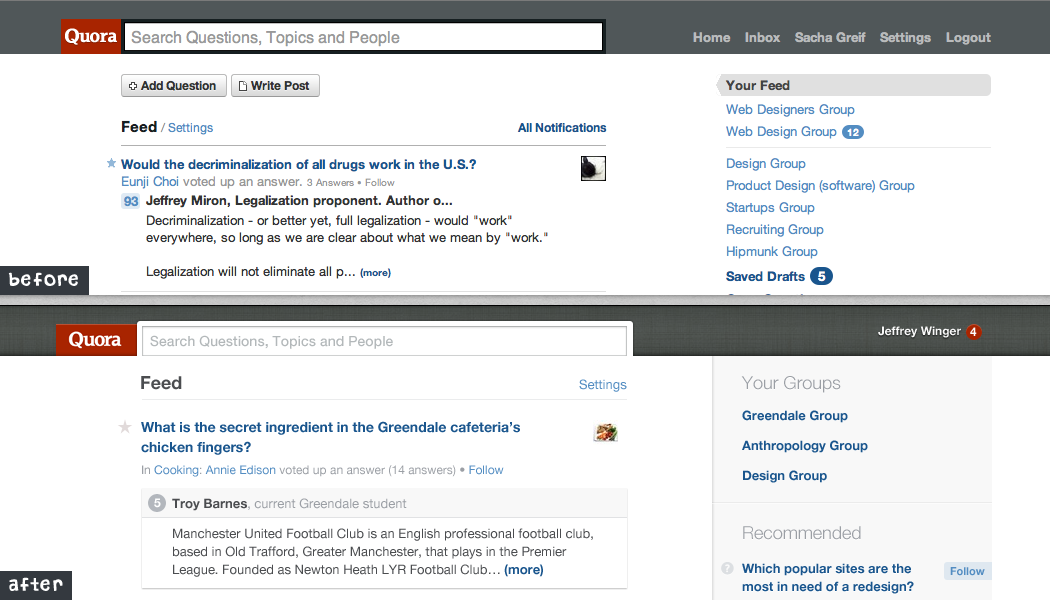 Quora
Search Questions, Topics and People
Home Inbox Sacha Greif Settings Logout
Add Question Write Post
Feed / Settings All Notifications
Would the decriminalization of all drugs work in the U.S.?
Eunji Choi voted up an answer. 3 Answers • Follow
93 Jeffrey Miron, Legalization proponent. Author o...
Decriminalization - or better yet, full legalization - would "work"
everywhere, so long as we are clear about what we mean by "work."
Legalization will not eliminate all p... (more)
Your Feed
Web Designers Group
Web Design Group 12
Design Group
Product Design (software) Group
Startups Group
Recruiting Group
Hipmunk Group
Saved Drafts 5
before
Quora
Search Questions, Topics and People
Jeffrey Winger 4
Feed Settings
What is the secret ingredient in the Greendale cafeteria's
chicken fingers?
In Cooking: Annie Edison voted up an answer (14 answers) • Follow
5 Troy Barnes, current Greendale student
Manchester United Football Club is an English professional football club,
based in Old Trafford, Greater Manchester, that plays in the Premier
League. Founded as Newton Heath LYR Football Club... (more)
Your Groups
Greendale Group
Anthropology Group
Design Group
Recommended
? Which popular sites are the
most in need of a redesign?
Follow
after